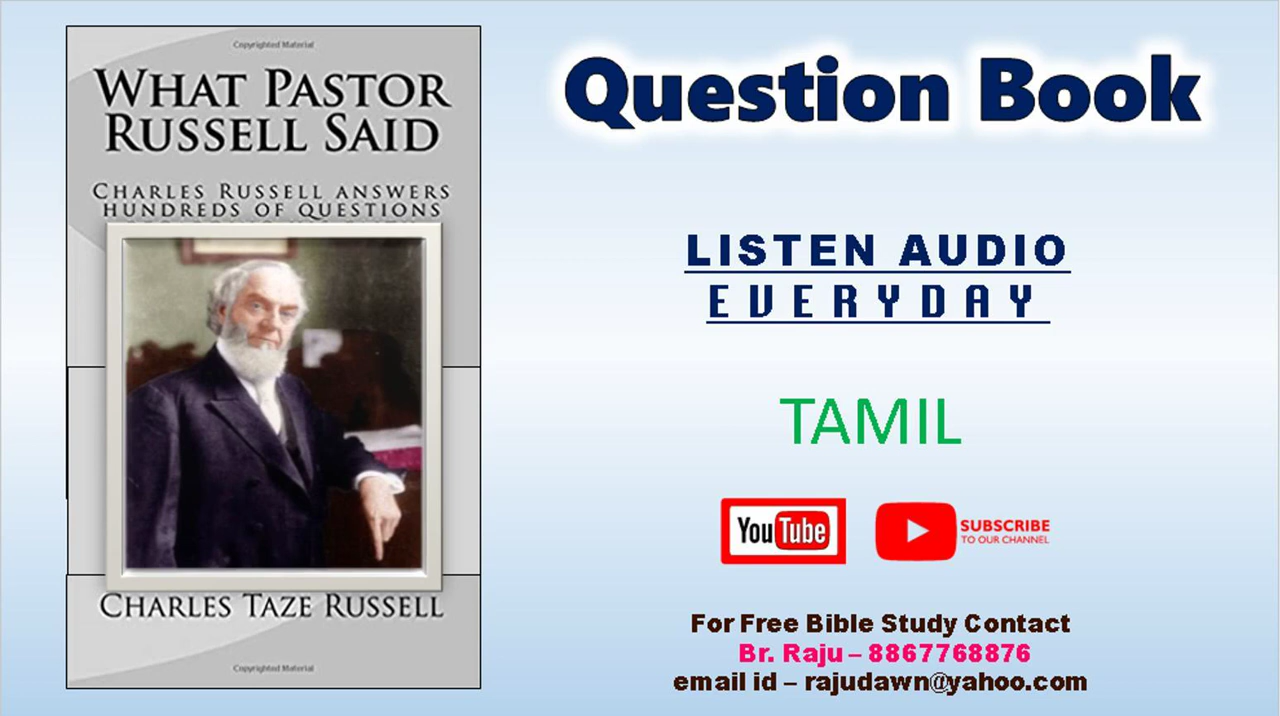 Copyrighted Material
WHAT PASTOR
RUSSELL SAID
CHARLES RUSSELL ANSWERS
HUNDREDS OF QUESTIONS
CHARLES TAZE RUSSELL
Copyrighted Material
Question Book
LISTEN AUDIO
EVERYDAY
TAMIL
YouTube
SUBSCRIBE
TO OUR CHANNEL
For Free Bible Study Contact
Br. Raju – 8867768876
email id – rajudawn@yahoo.com